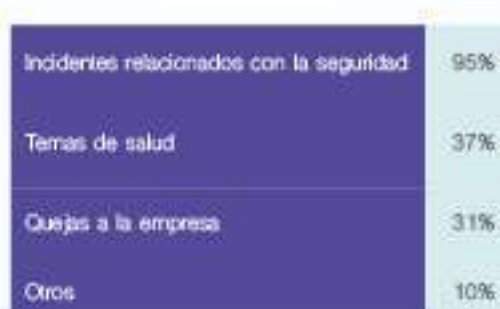 Incidentes relacionados con la seguridad 95%
Temas de salud 37%
Quejas a la empresa 31%
Otros 10%